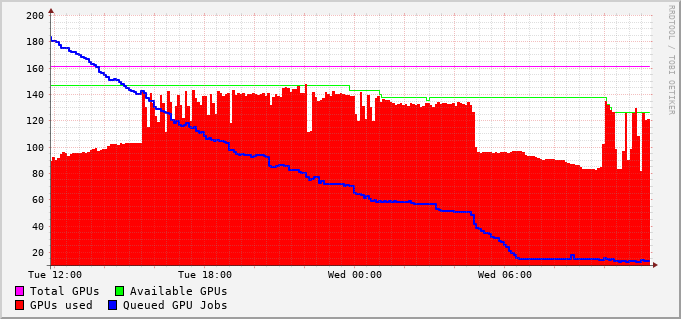 200
180
160
140
120
100
80
60
40
20
Tue 12:00 Tue 18:00 Wed 00:00 Wed 06:00
Total GPUs Available GPUs
GPUs used Queued GPU Jobs
RRDTOOL / TOBI OETIKER